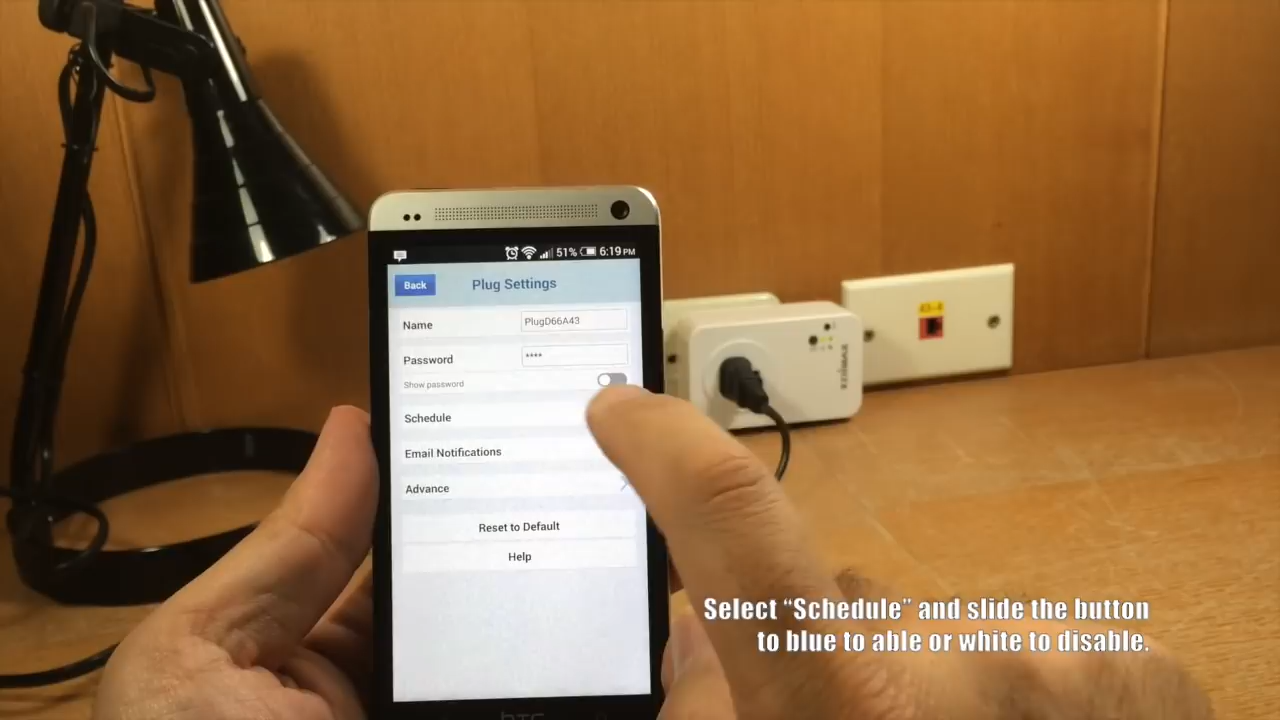 51% 6:19 PM
Back Plug Settings
Name PlugD66A43
Password ****
Show password
Schedule
Email Notifications
Advance
Reset to Default
Help
EDIMAX
hTC
Select “Schedule” and slide the button
to blue to able or white to disable.